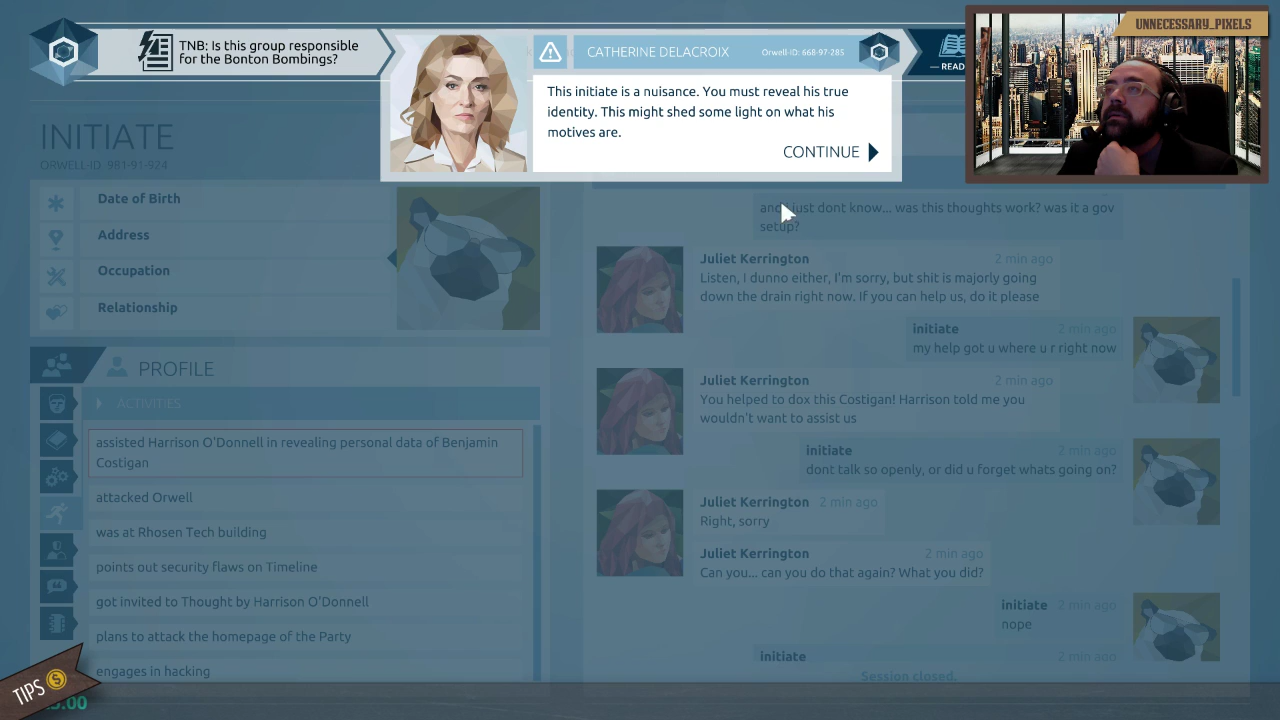 TNB: Is this group responsible
for the Bonton Bombings?
CATHERINE DELACROIX
Orwell-ID: 668-97-285
This initiate is a nuisance. You must reveal his true
identity. This might shed some light on what his
motives are.
CONTINUE
READ
UNNECESSARY_PIXELS
INITIATE
ORWELL-ID: 981-91-924
Date of Birth
Address
Occupation
Relationship
PROFILE
ACTIVITIES
assisted Harrison O'Donnell in revealing personal data of Benjamin
Costigan
attacked Orwell
was at Rhosen Tech building
points out security flaws on Timeline
got invited to Thought by Harrison O'Donnell
plans to attack the homepage of the Party
engages in hacking
and i just dont know... was this thoughts work? was it a gov
setup?
Juliet Kerrington 2 min ago
Listen, I dunno either, I'm sorry, but shit is majorly going
down the drain right now. If you can help us, do it please
initiate 2 min ago
my help got u where u r right now
Juliet Kerrington 2 min ago
You helped to dox this Costigan! Harrison told me you
wouldn't want to assist us
initiate 2 min ago
dont talk so openly, or did u forget whats going on?
Juliet Kerrington 2 min ago
Right, sorry
Juliet Kerrington 2 min ago
Can you... can you do that again? What you did?
initiate 2 min ago
nope
initiate 2 min ago
Session closed.
TIPS
.00